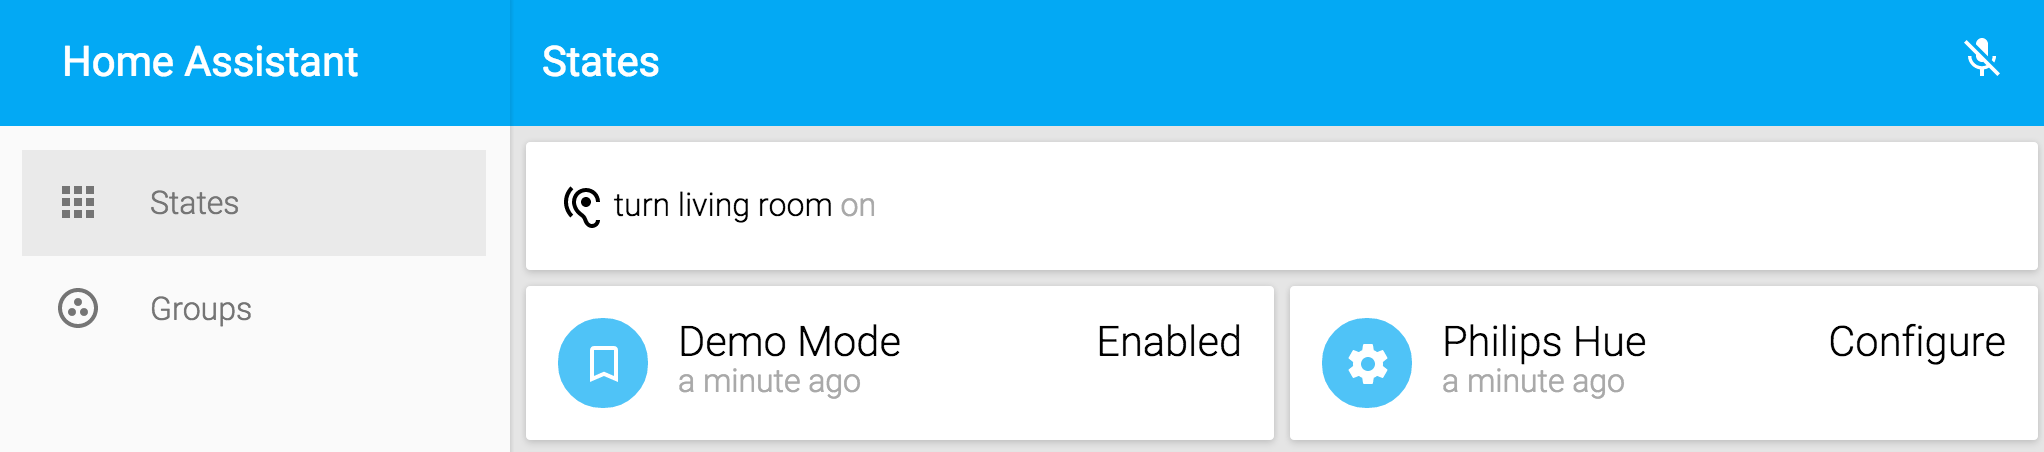 Home Assistant
States
States
Groups
turn living room on
Demo Mode
Enabled
a minute ago
Philips Hue
Configure
a minute ago